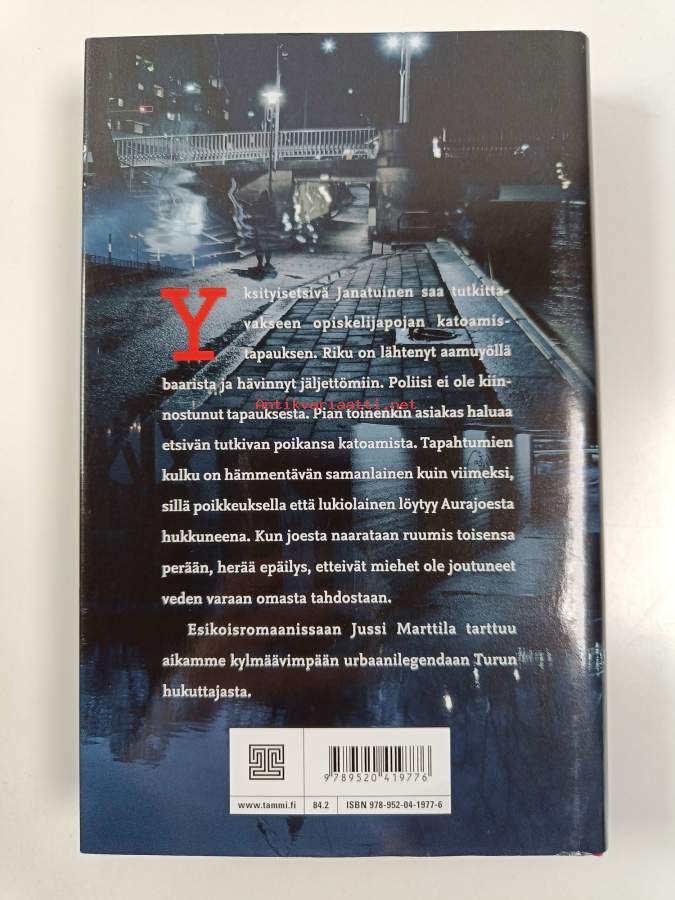 Yksityisetsivä Janatuinen saa tutkitta-
vakseen opiskelijapojan katoamis-
tapauksen. Riku on lähtenyt aamuyöllä
baarista ja hävinnyt jäljettömiin. Poliisi ei ole kiin-
Antikvariaatti.net
nostunut tapauksesta. Pian toinenkin asiakas haluaa
etsivän tutkivan poikansa katoamista. Tapahtumien
kulku on hämmentävän samanlainen kuin viimeksi,
sillä poikkeuksella että lukiolainen löytyy Aurajoesta
hukkuneena. Kun joesta naarataan ruumis toisensa
perään, herää epäilys, etteivät miehet ole joutuneet
veden varaan omasta tahdostaan.
Esikoisromaanissaan Jussi Marttila tarttuu
aikamme kylmäävimpään urbaanilegendaan Turun
hukuttajasta.
9 789520 419776
www.tammi.fi
84.2
ISBN 978-952-04-1977-6